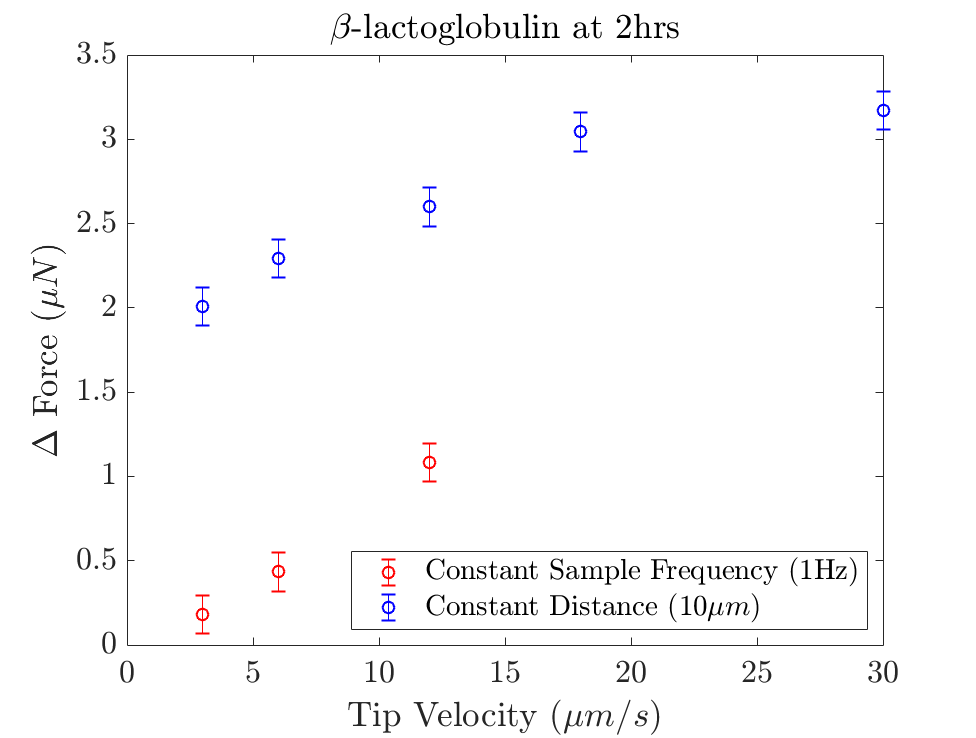 β-lactoglobulin at 2hrs
3.5
3
2.5
2
1.5
1
0.5
0
Δ Force (μN)
Constant Sample Frequency (1Hz)
Constant Distance (10μm)
0 5 10 15 20 25 30
Tip Velocity (μm/s)